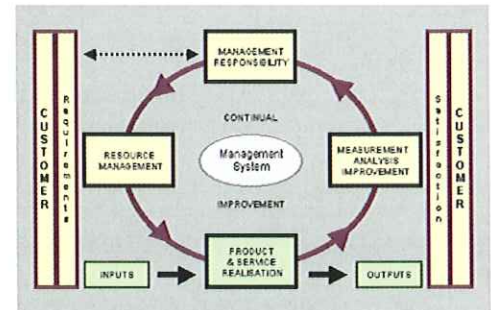 CUSTOMER
Requirements
MANAGEMENT
RESPONSIBILITY
CONTINUAL
RESOURCE
MANAGEMENT
Management
System
MEASUREMENT
ANALYSIS
IMPROVEMENT
IMPROVEMENT
PRODUCT
& SERVICE
REALISATION
INPUTS
OUTPUTS
Satisfaction
CUSTOMER